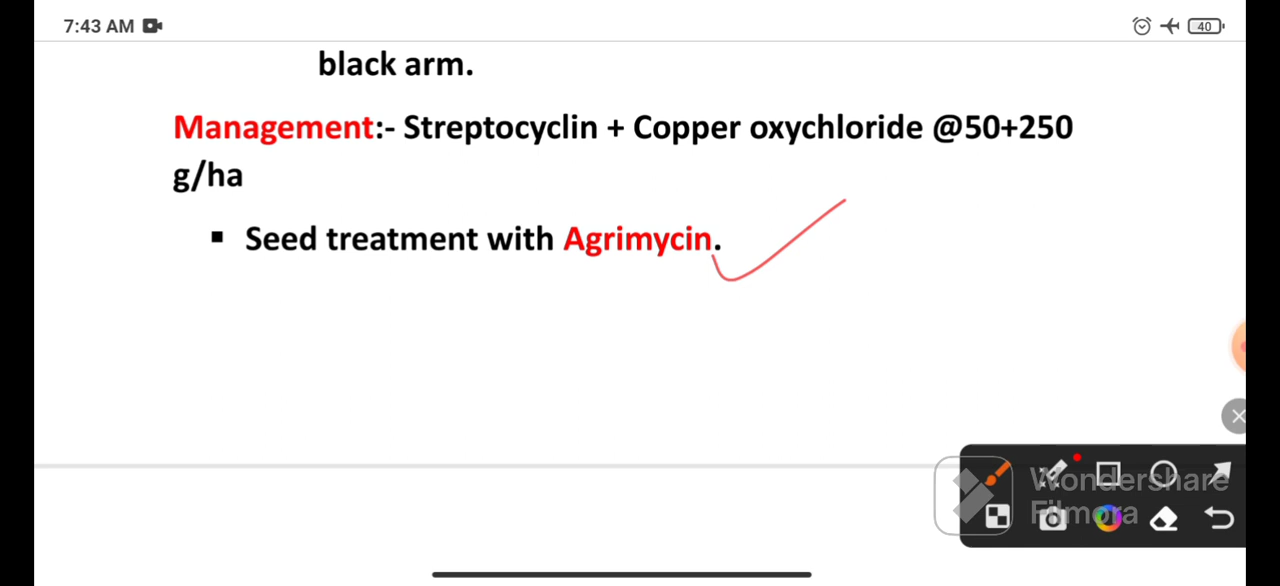 7:43 AM
40
black arm.
Management:- Streptocyclin + Copper oxychloride @50+250
g/ha
▪ Seed treatment with Agrimycin.
Wondershare
Filmora